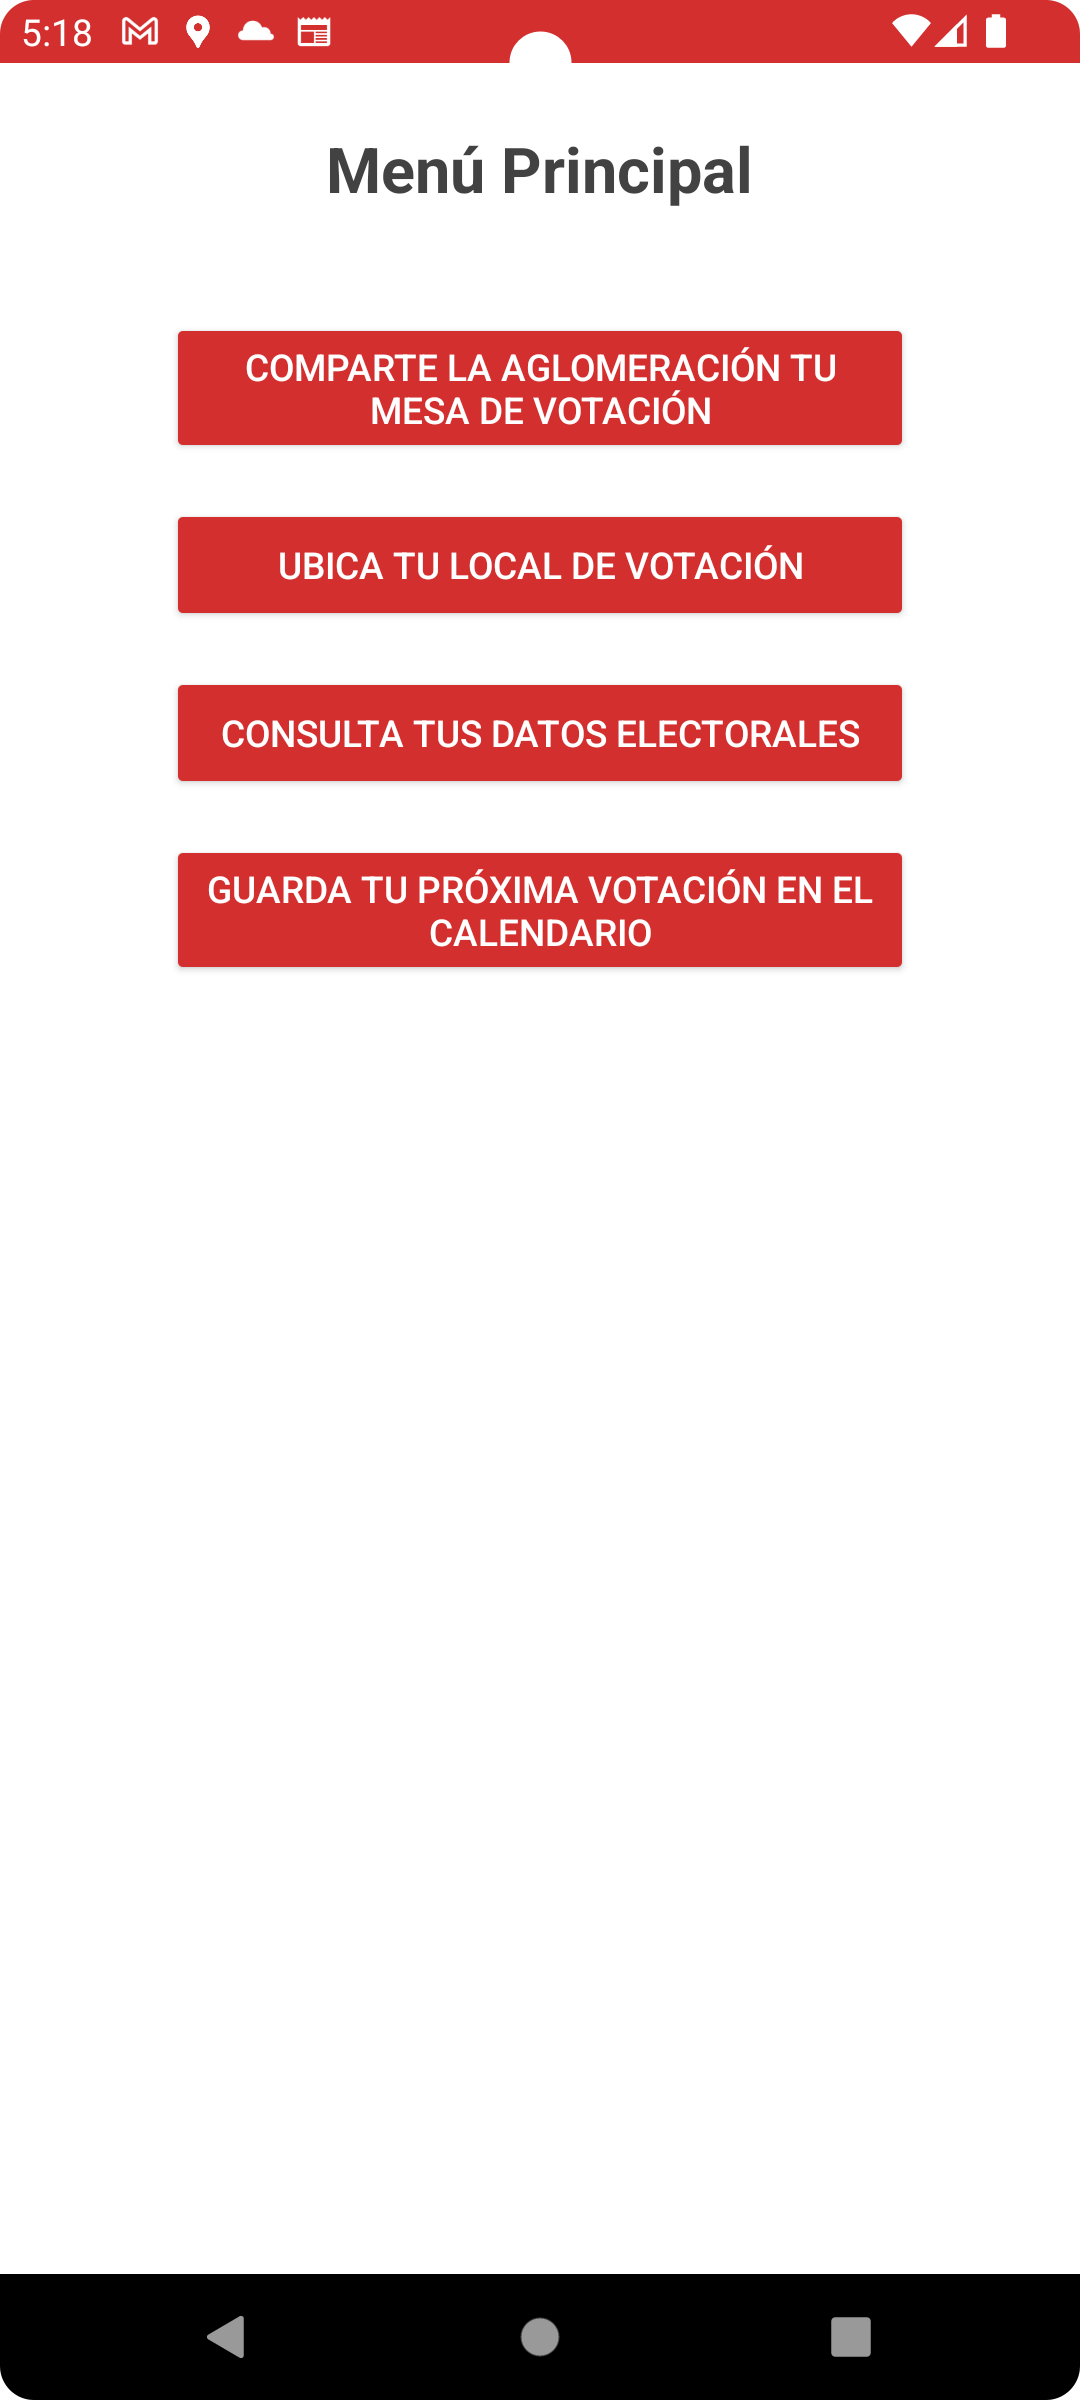 5:18
Menú Principal
COMPARTE LA AGLOMERACIÓN TU
MESA DE VOTACIÓN
UBICA TU LOCAL DE VOTACIÓN
CONSULTA TUS DATOS ELECTORALES
GUARDA TU PRÓXIMA VOTACIÓN EN EL
CALENDARIO